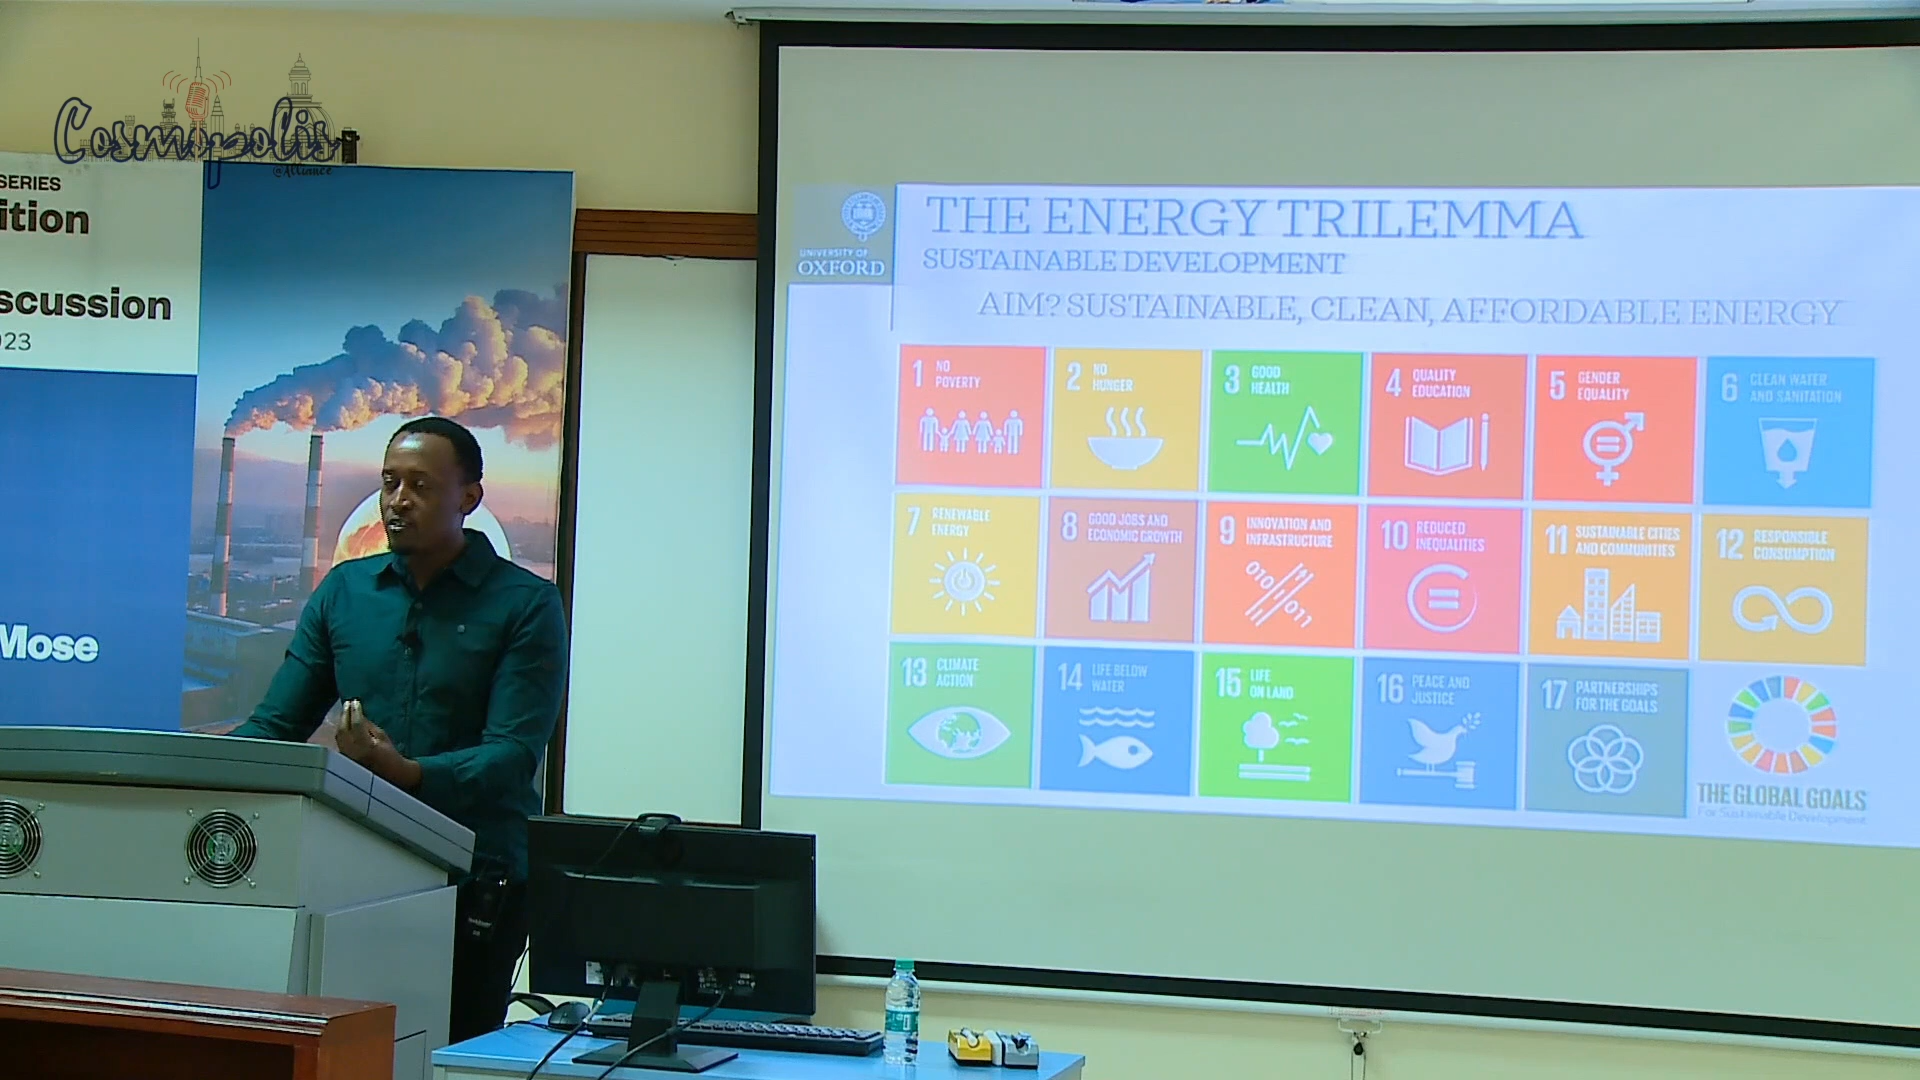 Cosmopolis
@Alliance
SERIES
ition
scussion
023
Mose
UNIVERSITY OF
OXFORD
THE ENERGY TRILEMMA
SUSTAINABLE DEVELOPMENT
AIM? SUSTAINABLE, CLEAN, AFFORDABLE ENERGY
1 NO
POVERTY
2 NO
HUNGER
3 GOOD
HEALTH
4 QUALITY
EDUCATION
5 GENDER
EQUALITY
6 CLEAN WATER
AND SANITATION
7 RENEWABLE
ENERGY
8 GOOD JOBS AND
ECONOMIC GROWTH
9 INNOVATION AND
INFRASTRUCTURE
010
011
10 REDUCED
INEQUALITIES
11 SUSTAINABLE CITIES
AND COMMUNITIES
12 RESPONSIBLE
CONSUMPTION
13 CLIMATE
ACTION
14 LIFE BELOW
WATER
15 LIFE
ON LAND
16 PEACE AND
JUSTICE
17 PARTNERSHIPS
FOR THE GOALS
THE GLOBAL GOALS
For Sustainable Development